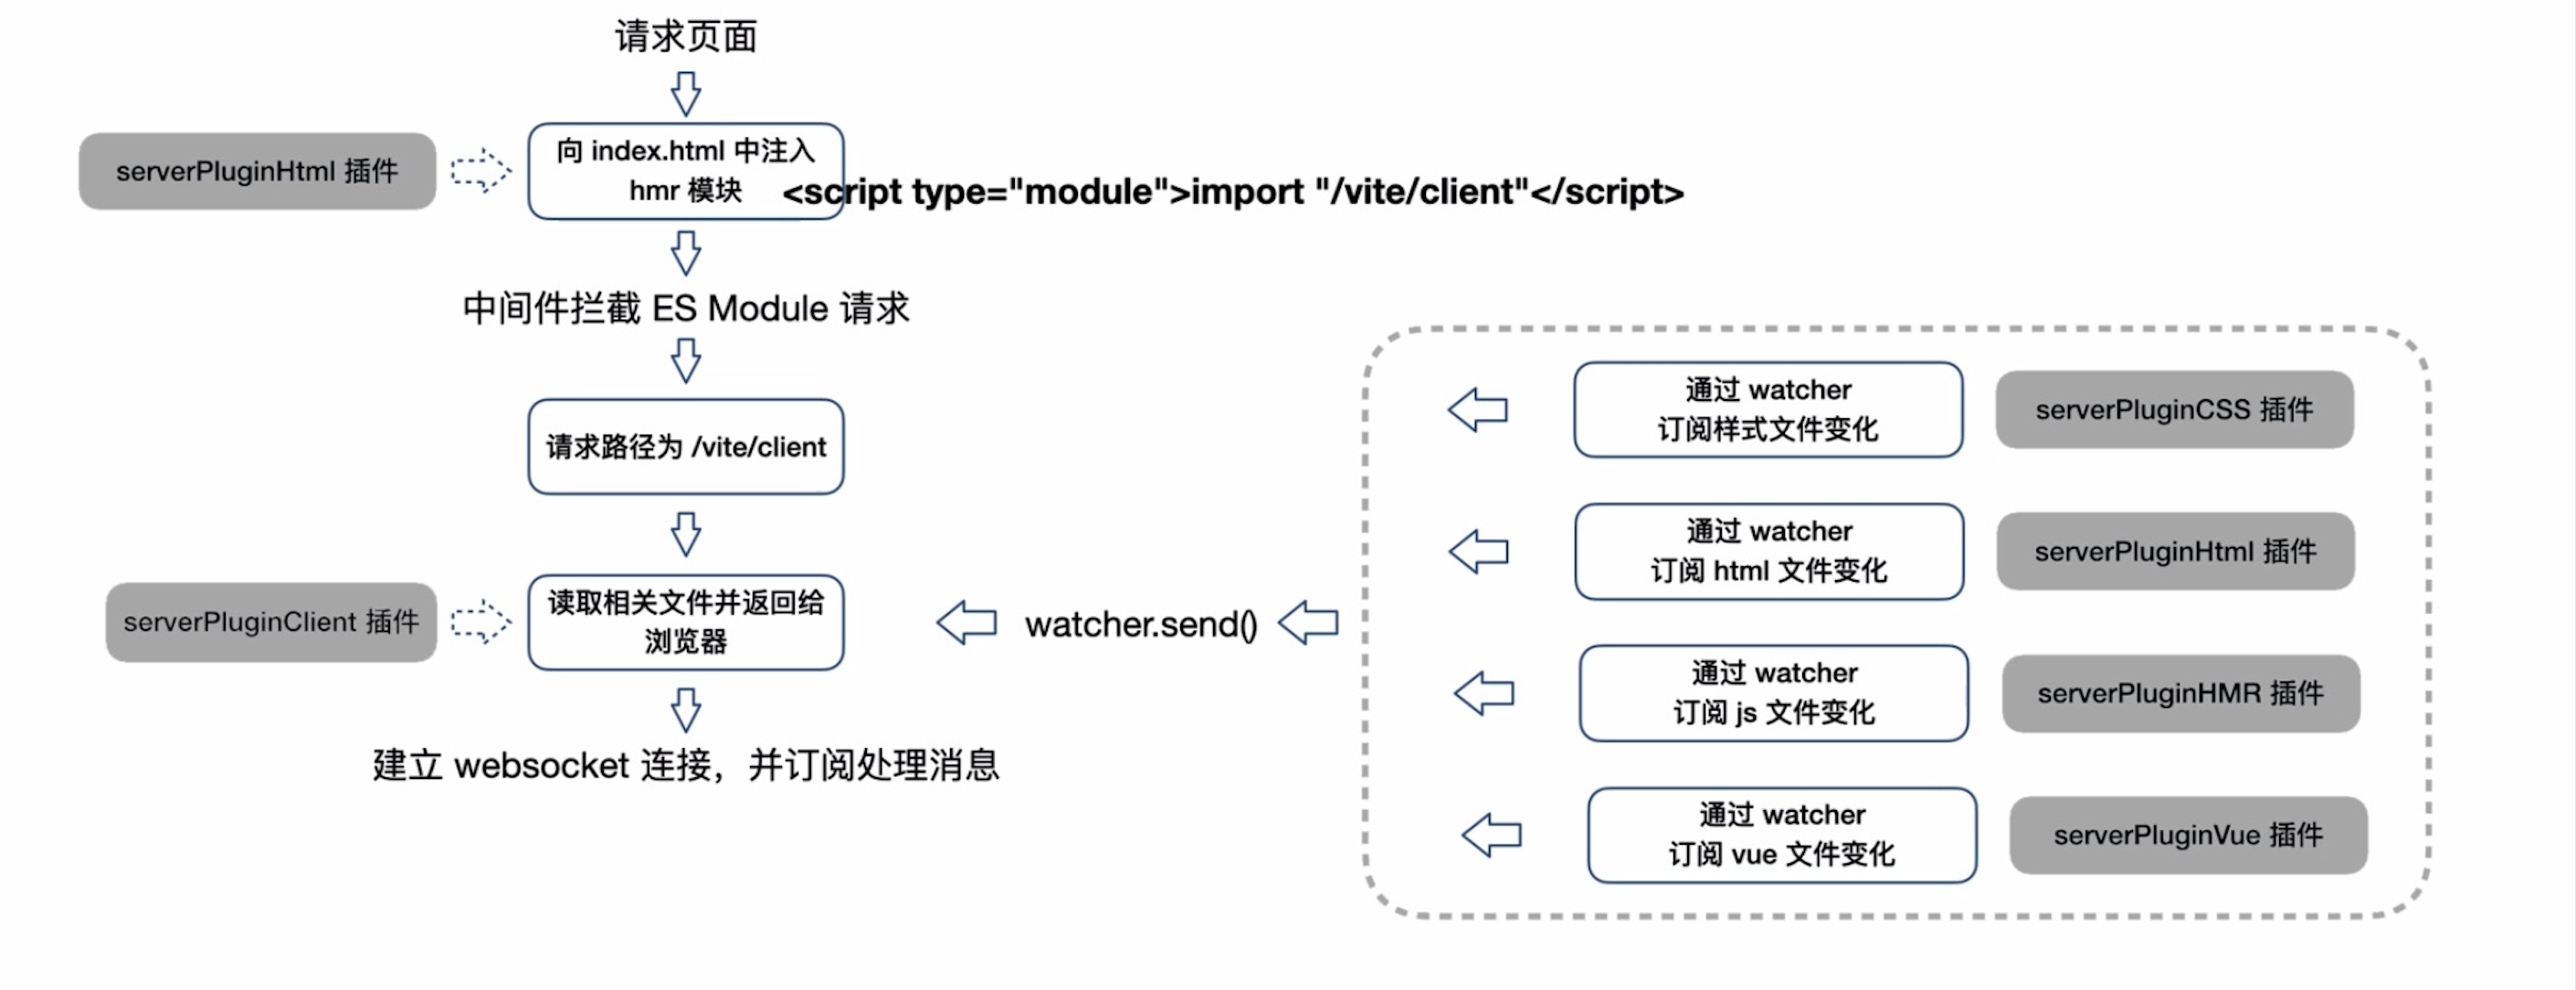 请求页面
serverPluginHtml 插件
向 index.html 中注入
hmr 模块
<script type="module">import "/vite/client"</script>
中间件拦截 ES Module 请求
请求路径为 /vite/client
serverPluginClient 插件
读取相关文件并返回给
浏览器
建立 websocket 连接，并订阅处理消息
watcher.send()
通过 watcher
订阅样式文件变化
serverPluginCSS 插件
通过 watcher
订阅 html 文件变化
serverPluginHtml 插件
通过 watcher
订阅 js 文件变化
serverPluginHMR 插件
通过 watcher
订阅 vue 文件变化
serverPluginVue 插件